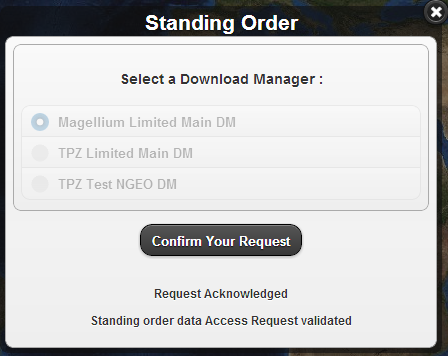 Standing Order
Select a Download Manager :
Magellium Limited Main DM
TPZ Limited Main DM
TPZ Test NGEO DM
Confirm Your Request
Request Acknowledged
Standing order data Access Request validated